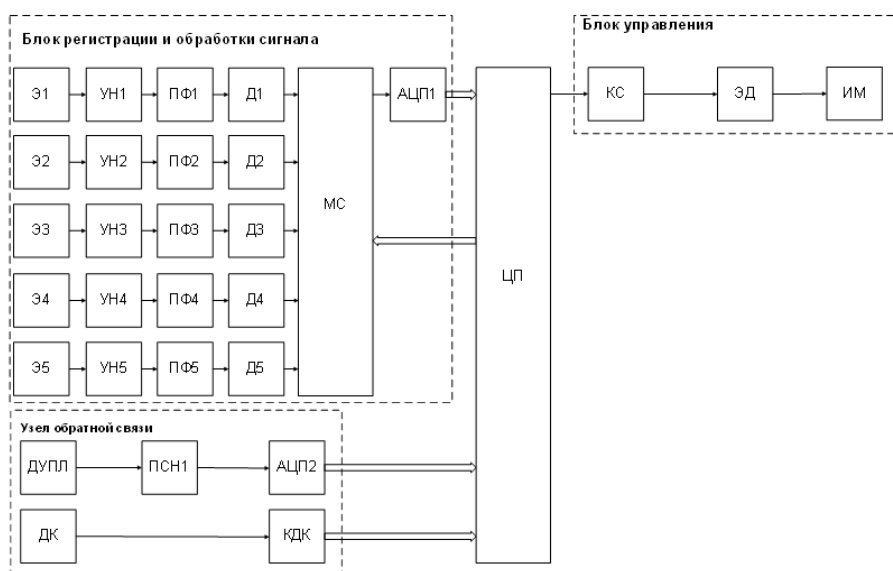 Блок регистрации и обработки сигнала
Блок управления
Э1 УН1 ПФ1 Д1 АЦП1 КС ЭД ИМ
Э2 УН2 ПФ2 Д2
МС
Э3 УН3 ПФ3 Д3
ЦП
Э4 УН4 ПФ4 Д4
Э5 УН5 ПФ5 Д5
Узел обратной связи
ДУПЛ ПСН1 АЦП2
ДК КДК